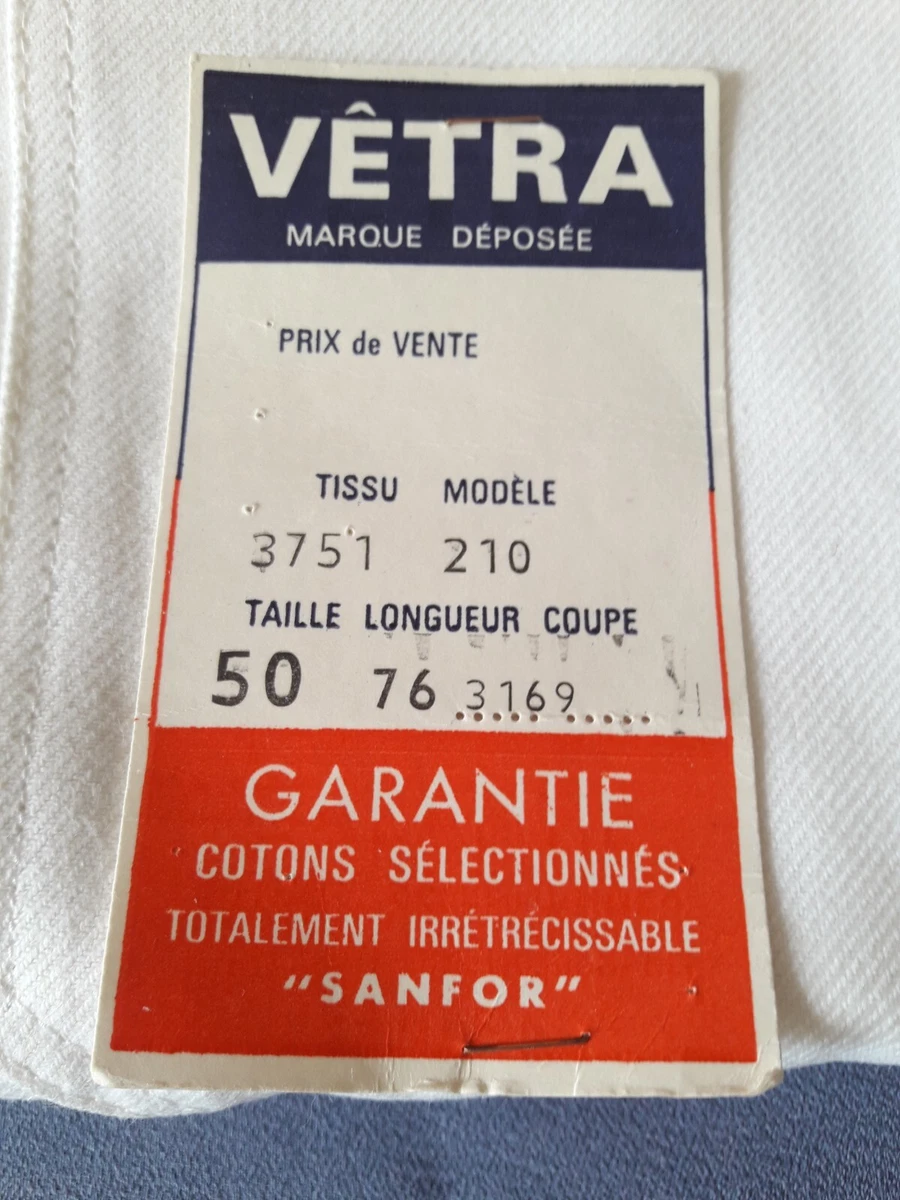 VÊTRA
MARQUE DÉPOSÉE
PRIX de VENTE
TISSU MODÈLE
3751 210
TAILLE LONGUEUR COUPE
50 76 3169
GARANTIE
COTONS SÉLECTIONNÉS
TOTALEMENT IRRÉTRÉCISSABLE
"SANFOR"